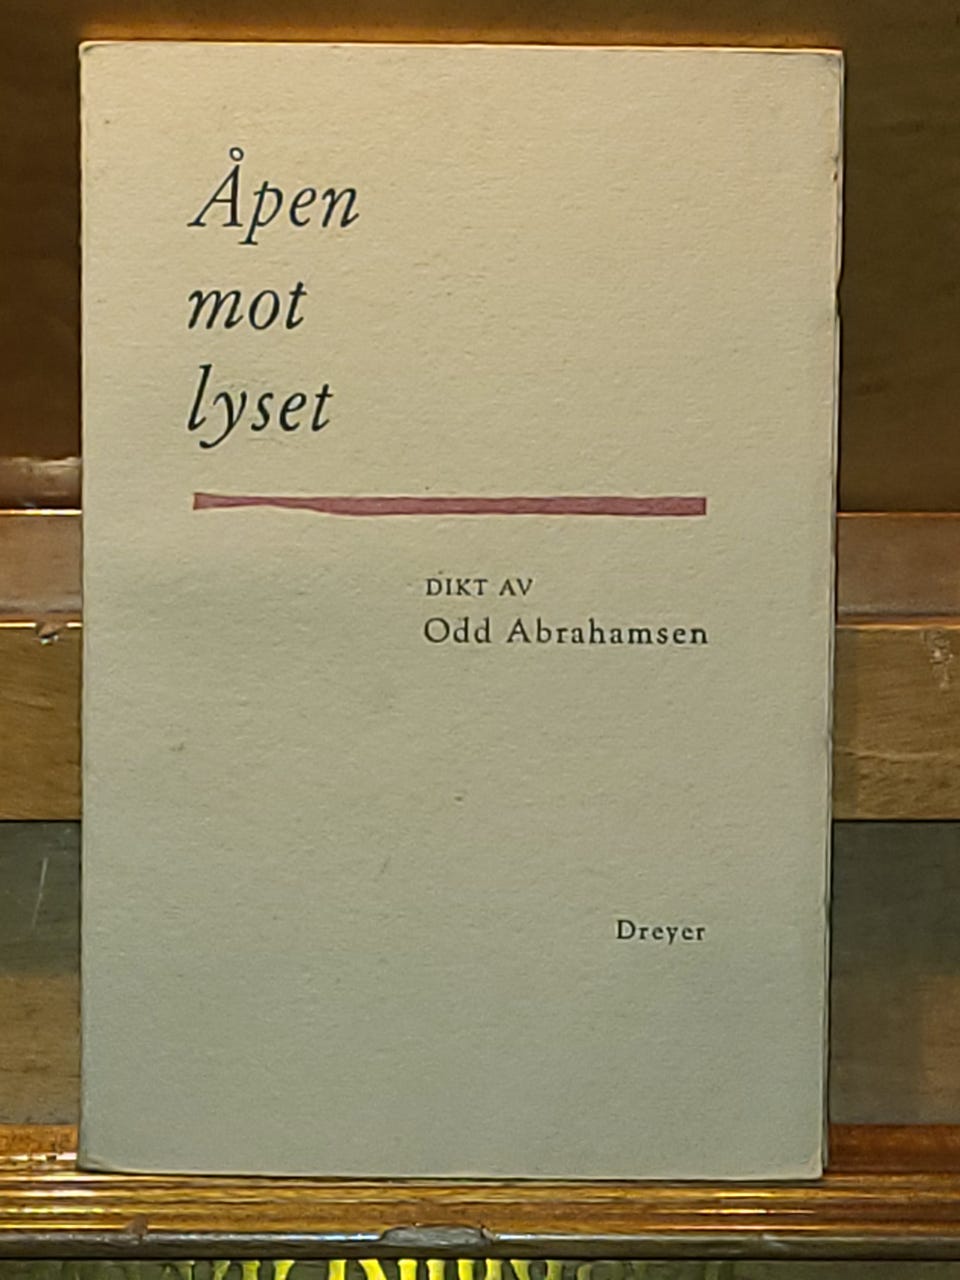 Åpen
mot
lyset
DIKT AV
Odd Abrahamsen
Dreyer